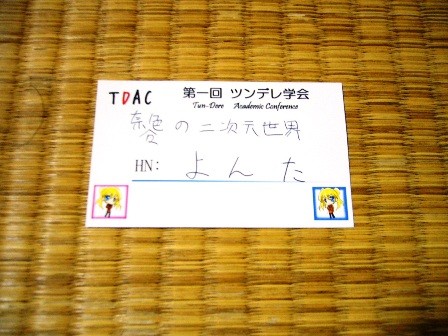 TDAC 第一回 ツンデレ学会
Tun-Dere Academic Conference
の二次元世界
HN: よんた